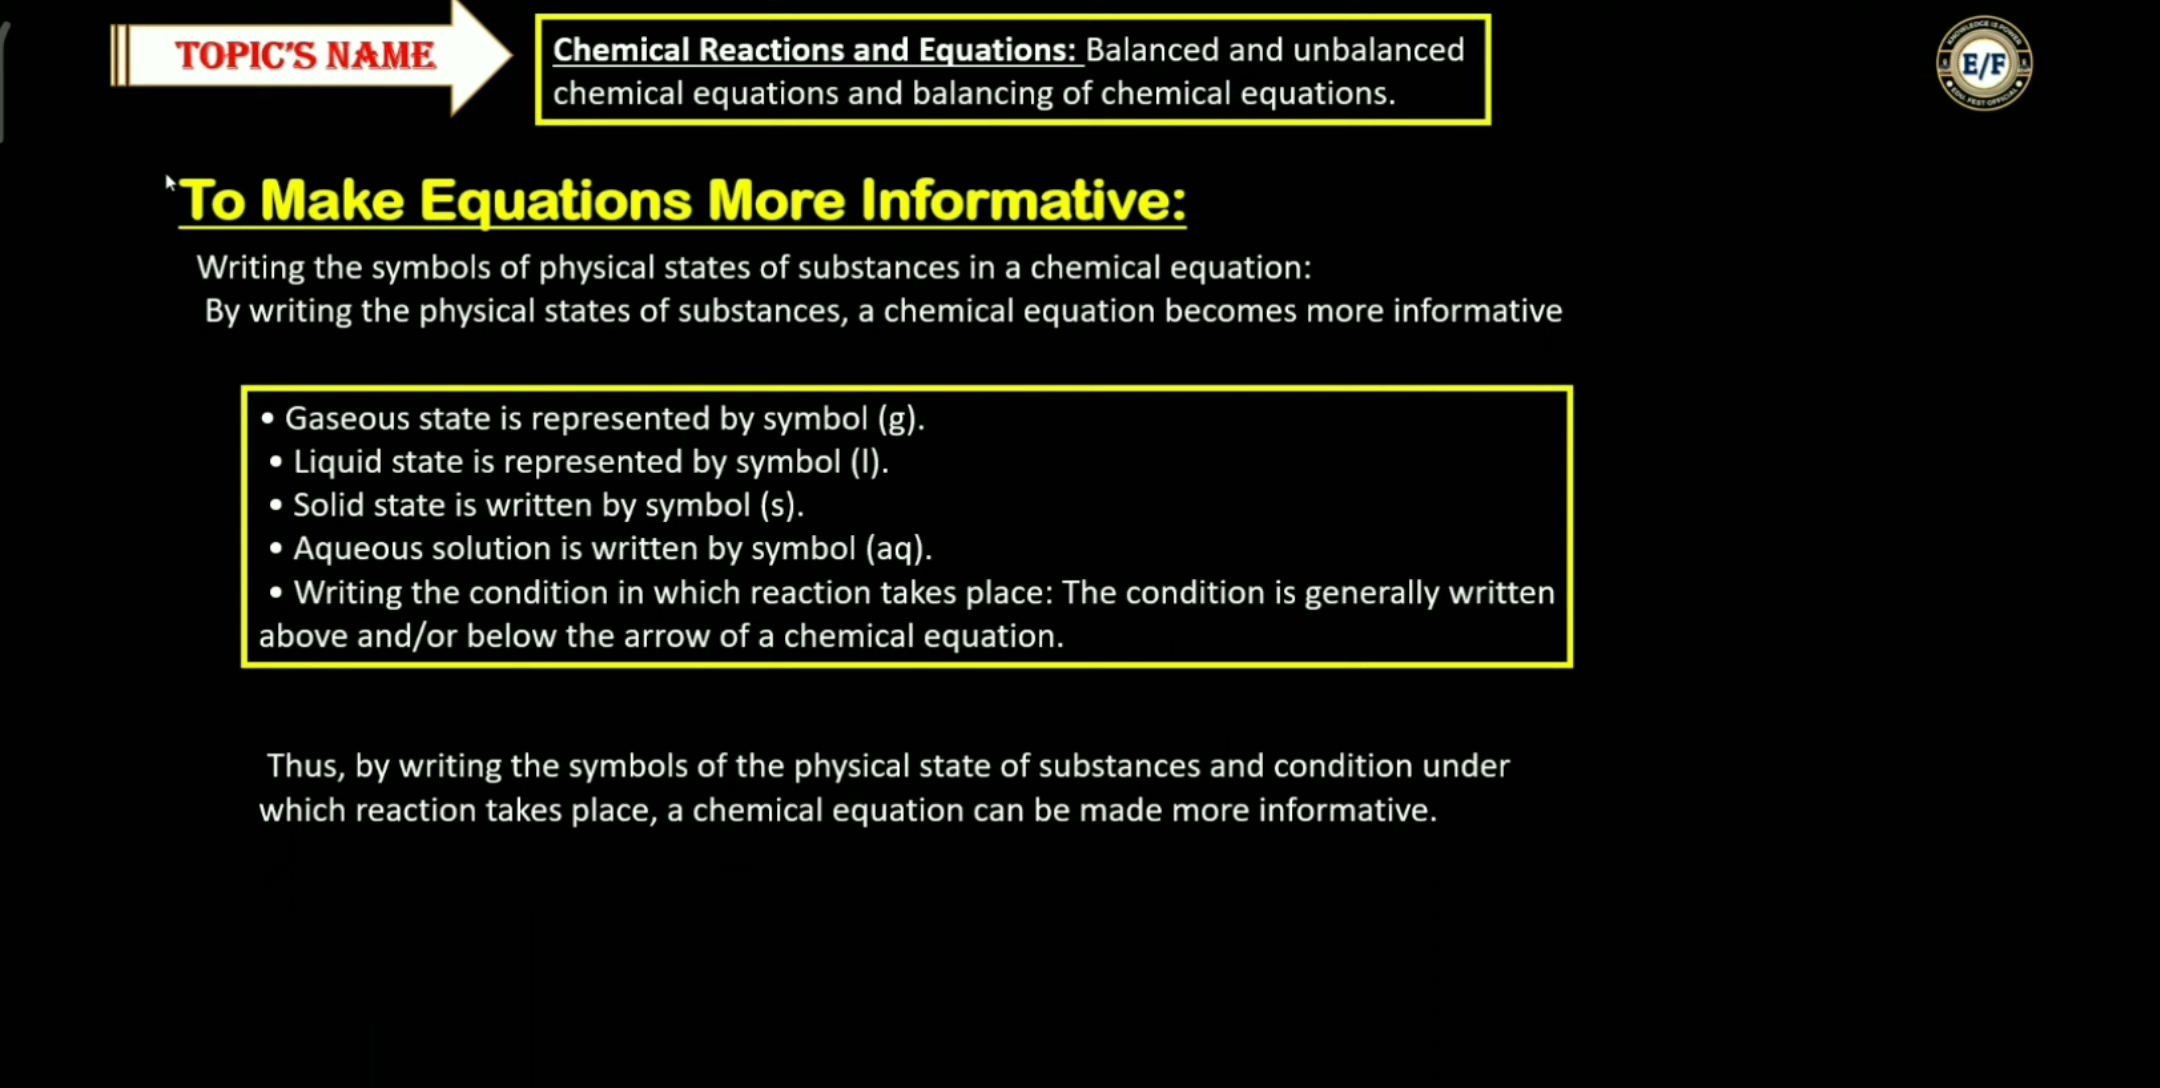 TOPIC'S NAME
Chemical Reactions and Equations: Balanced and unbalanced
chemical equations and balancing of chemical equations.
KNOWLEDGE IS POWER
E/F
EDU. FEST OFFICIAL
To Make Equations More Informative:
Writing the symbols of physical states of substances in a chemical equation:
By writing the physical states of substances, a chemical equation becomes more informative
• Gaseous state is represented by symbol (g).
• Liquid state is represented by symbol (l).
• Solid state is written by symbol (s).
• Aqueous solution is written by symbol (aq).
• Writing the condition in which reaction takes place: The condition is generally written
above and/or below the arrow of a chemical equation.
Thus, by writing the symbols of the physical state of substances and condition under
which reaction takes place, a chemical equation can be made more informative.